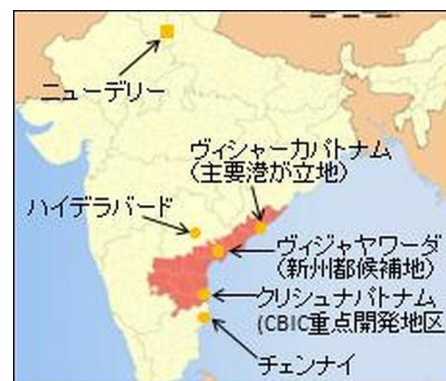 ニューデリー
ヴィシャーカパトナム
(主要港が立地)
ハイデラバード
ヴィジャヤワーダ
(新州都候補地)
クリシュナパトナム
(CBIC重点開発地区
チェンナイ